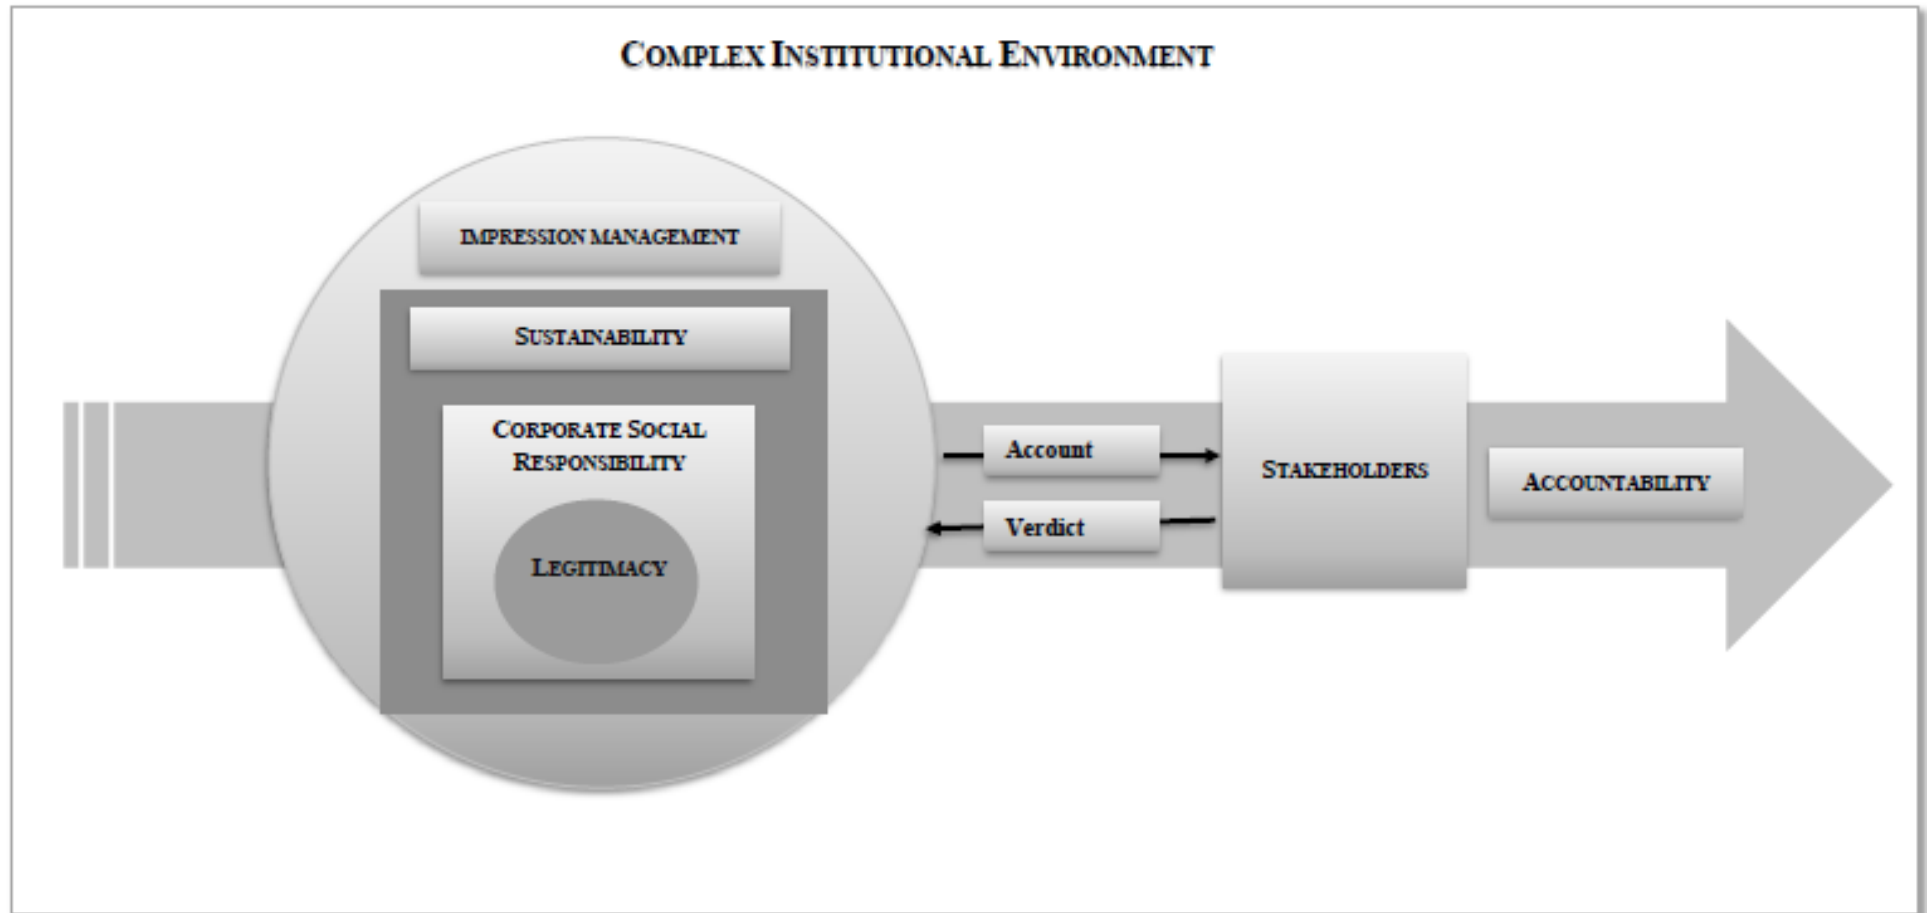 COMPLEX INSTITUTIONAL ENVIRONMENT
IMPRESSION MANAGEMENT
SUSTAINABILITY
CORPORATE SOCIAL
RESPONSIBILITY
LEGITIMACY
Account
Verdict
STAKEHOLDERS
ACCOUNTABILITY